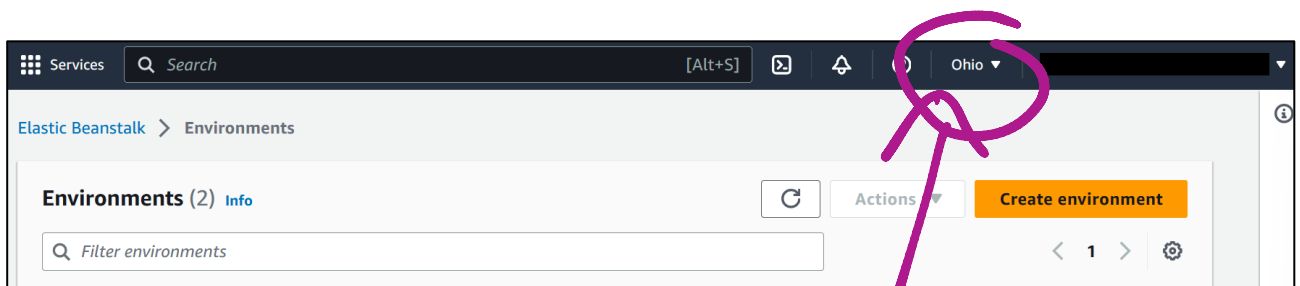 Services Search [Alt+S] Ohio
Elastic Beanstalk Environments
Environments (2) Info Actions Create environment
Filter environments 1